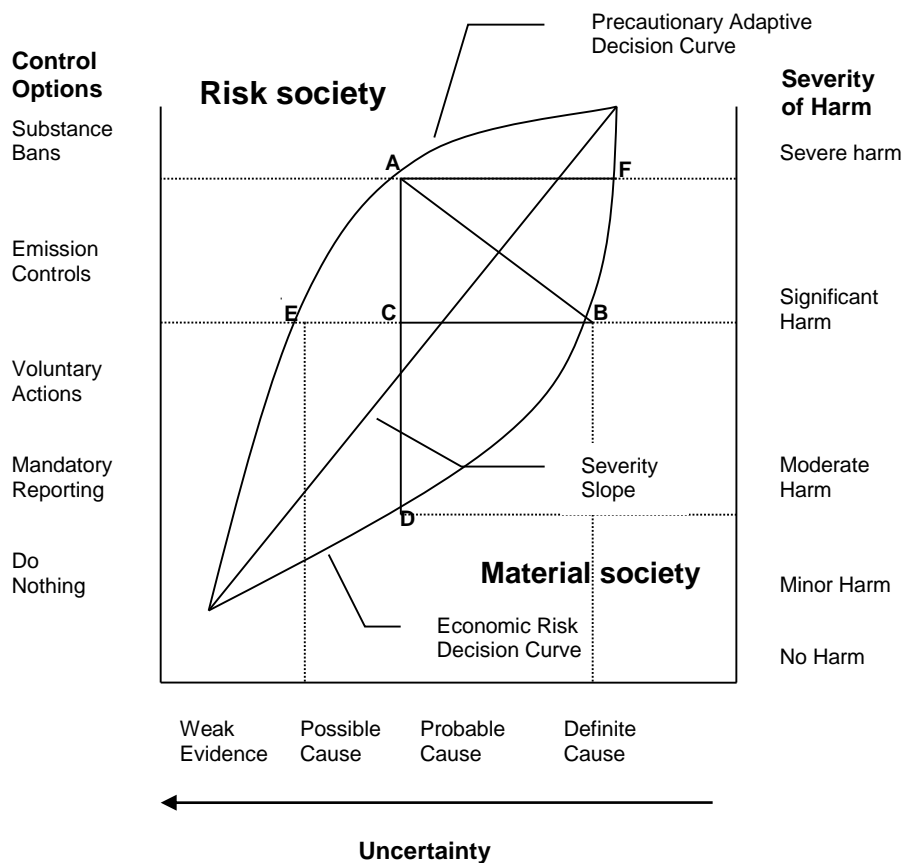 Precautionary Adaptive
Decision Curve
Control
Options
Risk society
Severity
of Harm
Substance
Bans
Severe harm
A
F
Emission
Controls
Significant
Harm
E
C
B
Voluntary
Actions
Mandatory
Reporting
Severity
Slope
Moderate
Harm
D
Do
Nothing
Material society
Minor Harm
Economic Risk
Decision Curve
No Harm
Weak
Evidence
Possible
Cause
Probable
Cause
Definite
Cause
Uncertainty